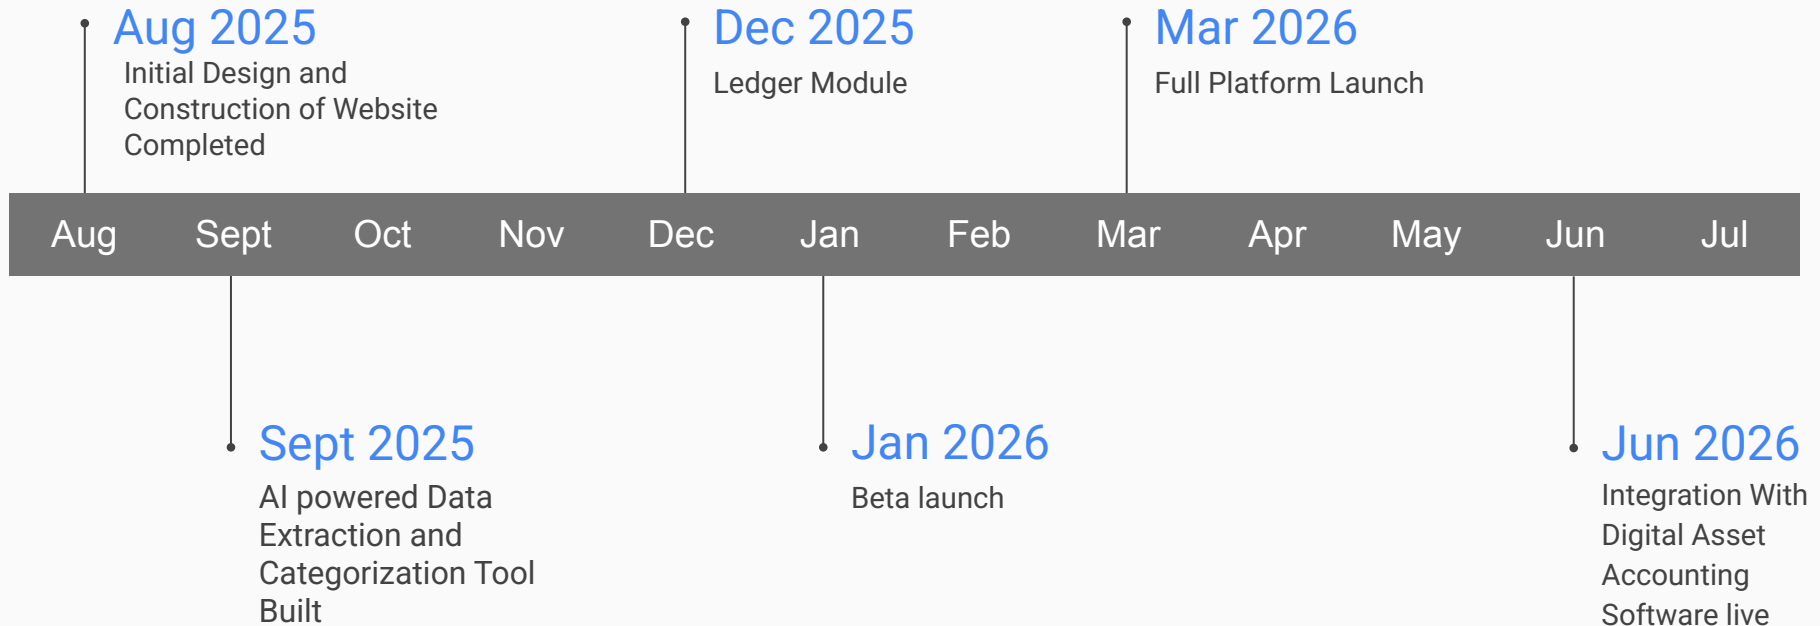 Aug 2025
Initial Design and
Construction of Website
Completed
Dec 2025
Ledger Module
Mar 2026
Full Platform Launch
Aug Sept Oct Nov Dec Jan Feb Mar Apr May Jun Jul
Sept 2025
AI powered Data
Extraction and
Categorization Tool
Built
Jan 2026
Beta launch
Jun 2026
Integration With
Digital Asset
Accounting
Software live